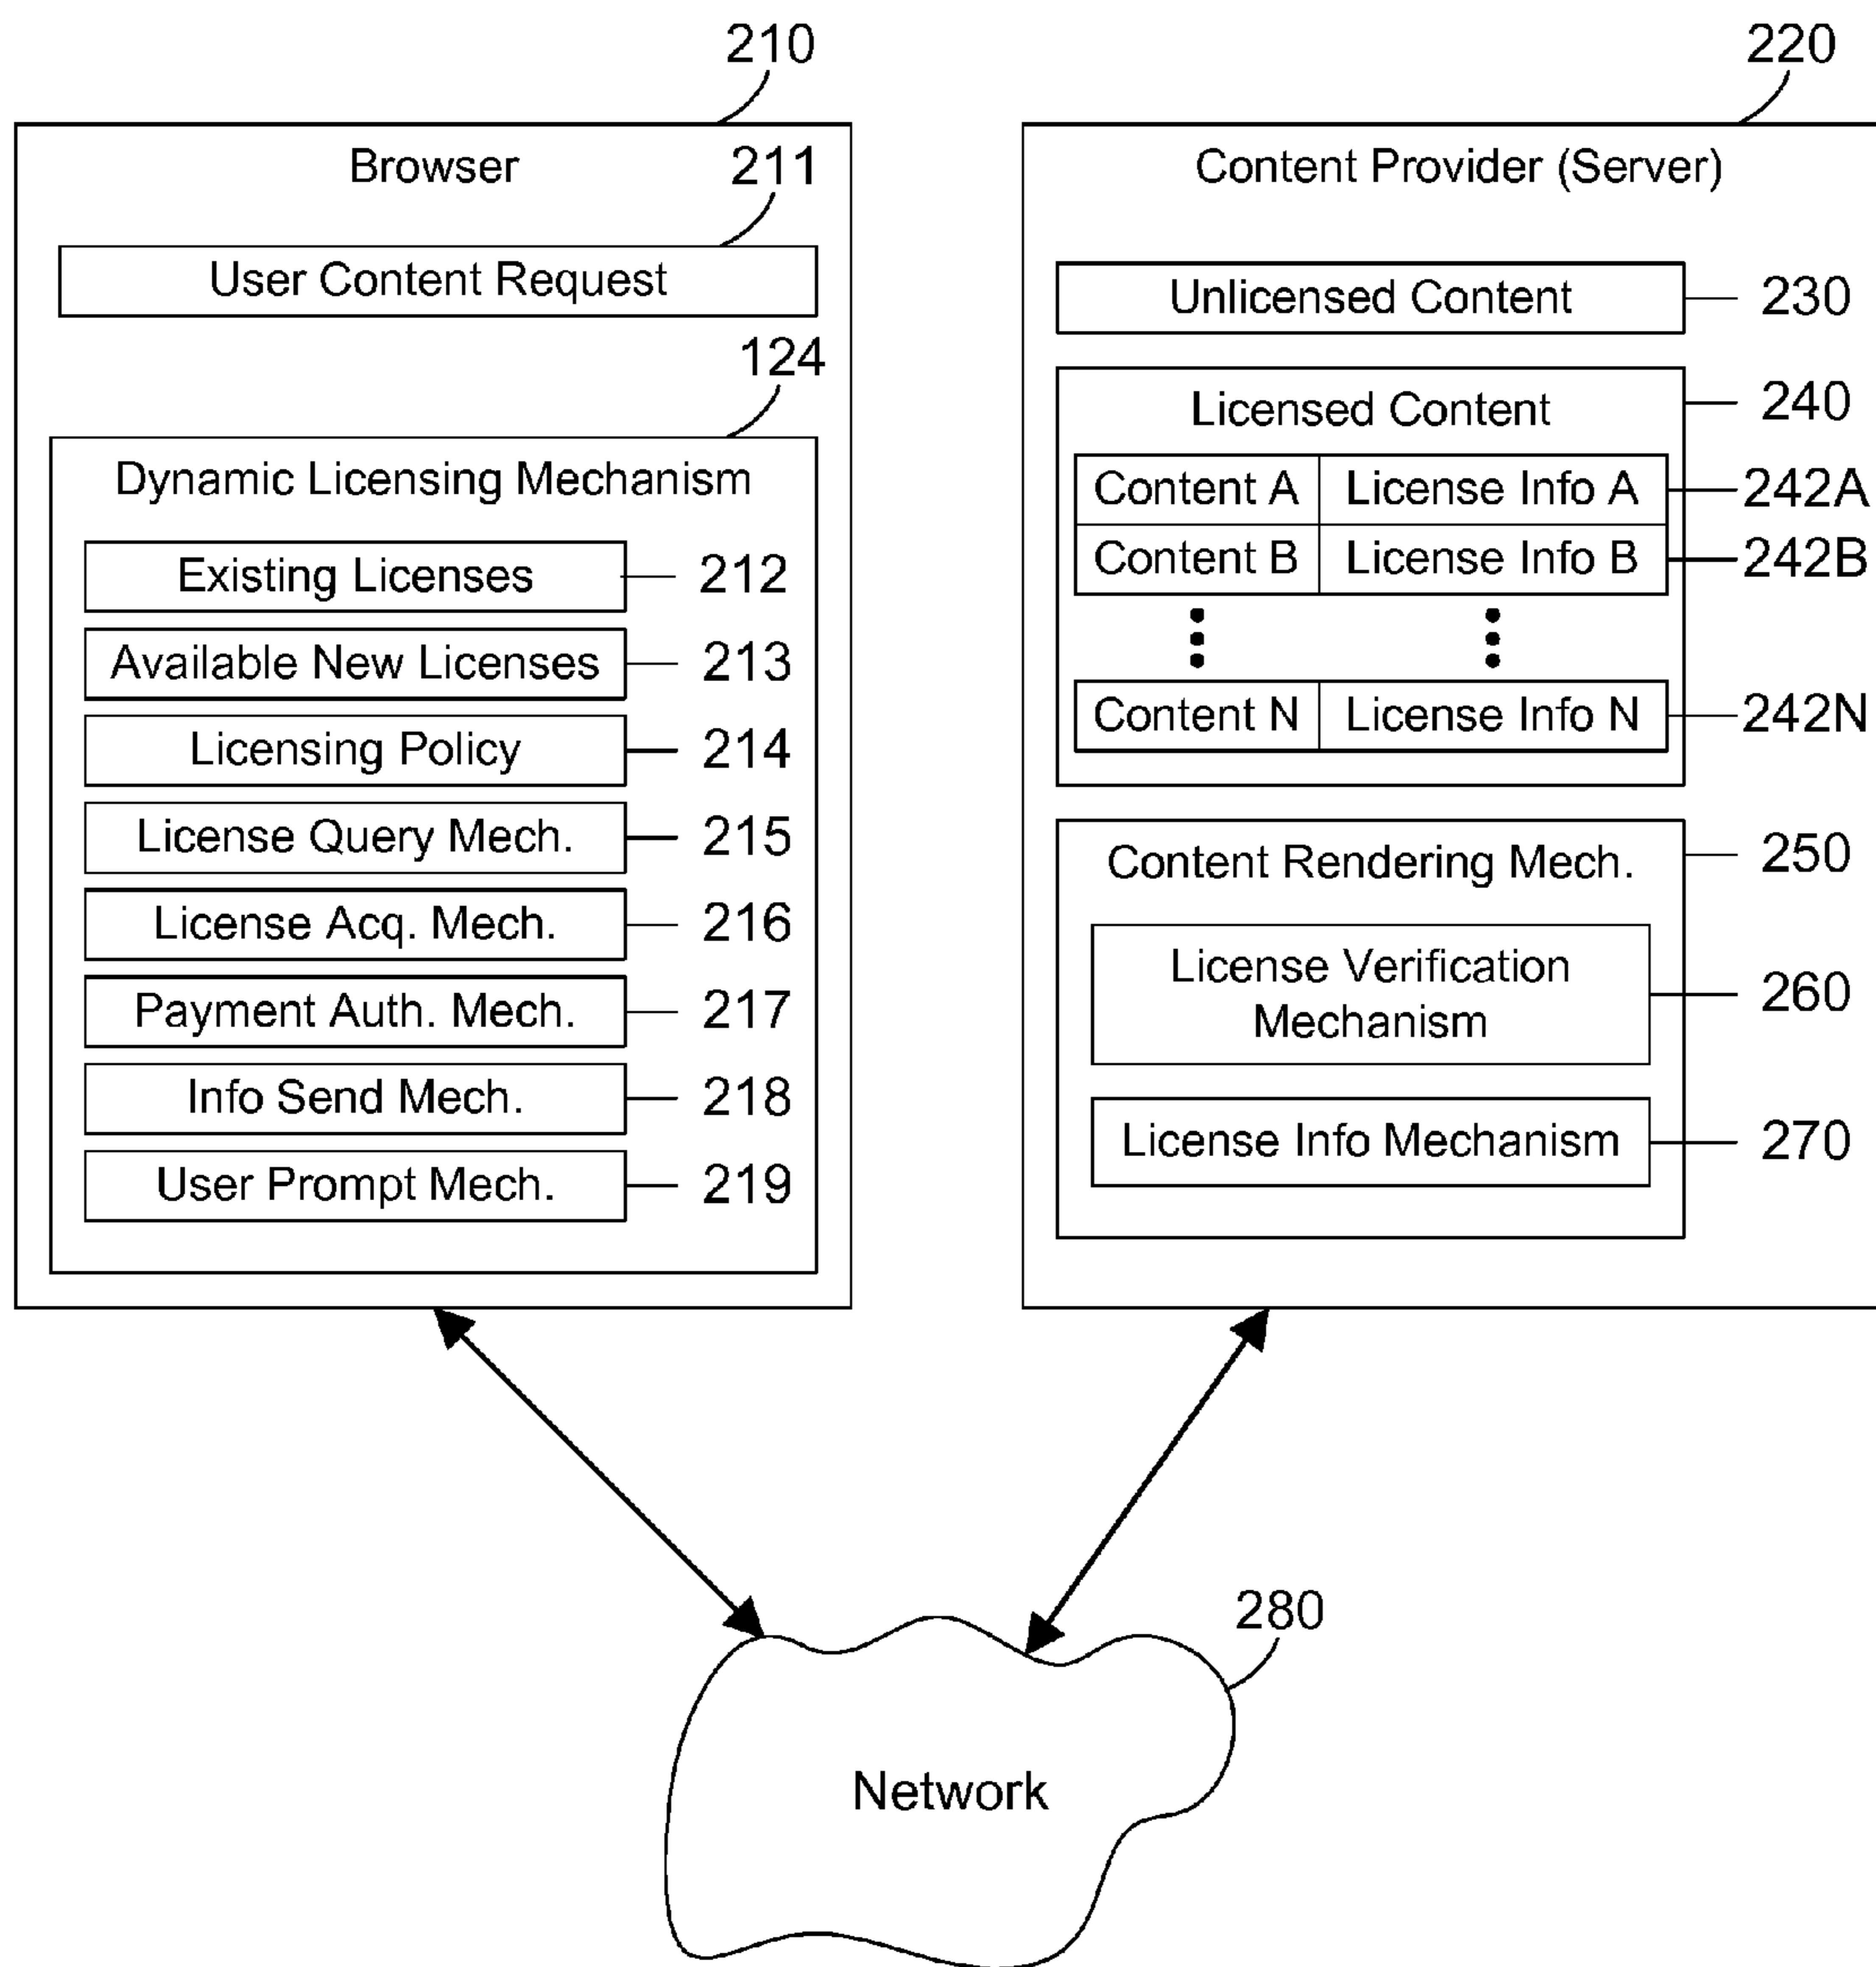 210
Browser
211
User Content Request
124
Dynamic Licensing Mechanism
Existing Licenses 212
Available New Licenses 213
Licensing Policy 214
License Query Mech. 215
License Acq. Mech. 216
Payment Auth. Mech. 217
Info Send Mech. 218
User Prompt Mech. 219
220
Content Provider (Server)
Unlicensed Content 230
Licensed Content 240
Content A License Info A 242A
Content B License Info B 242B
Content N License Info N 242N
Content Rendering Mech. 250
License Verification
Mechanism 260
License Info Mechanism 270
280
Network